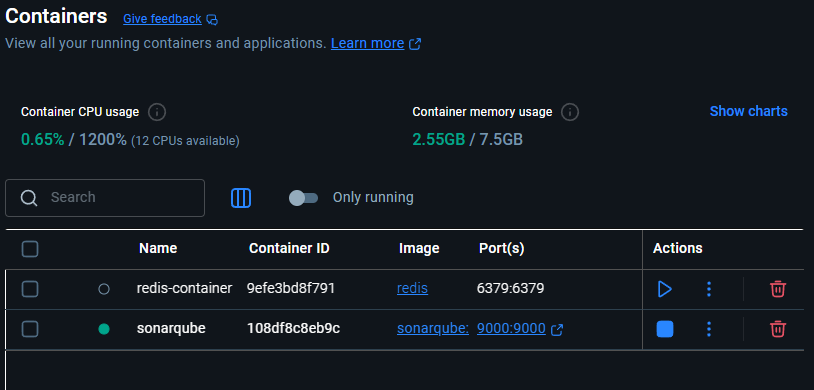 Containers Give feedback
View all your running containers and applications. Learn more
Container CPU usage Container memory usage Show charts
0.65% / 1200% (12 CPUs available) 2.55GB / 7.5GB
Search Only running
Name Container ID Image Port(s) Actions
redis-container 9efe3bd8f791 redis 6379:6379
sonarqube 108df8c8eb9c sonarqube: 9000:9000